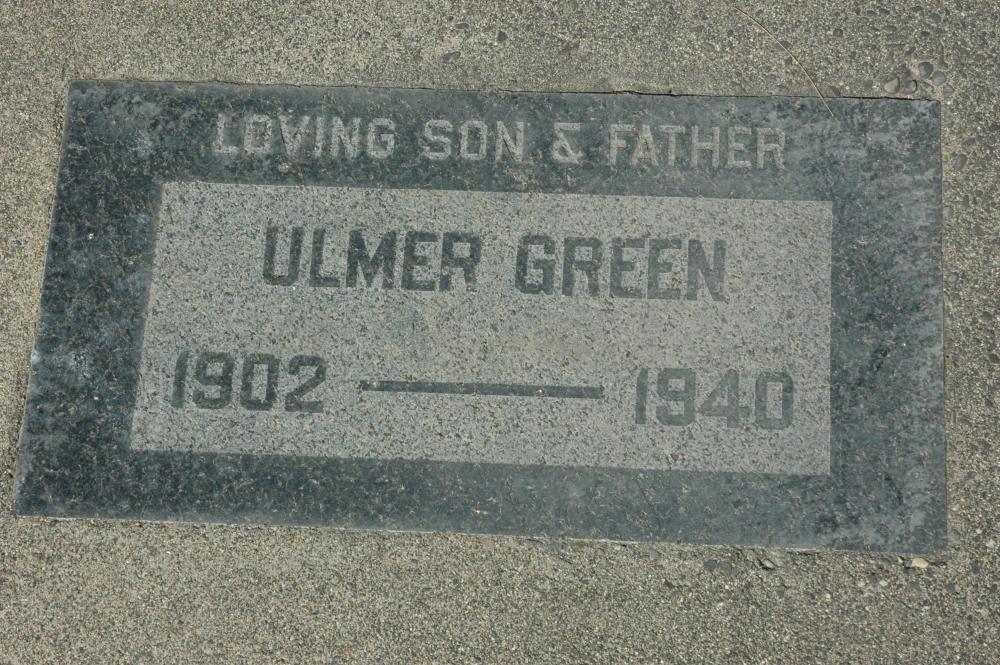 LOVING SON & FATHER
ULMER GREEN
1902 — 1940